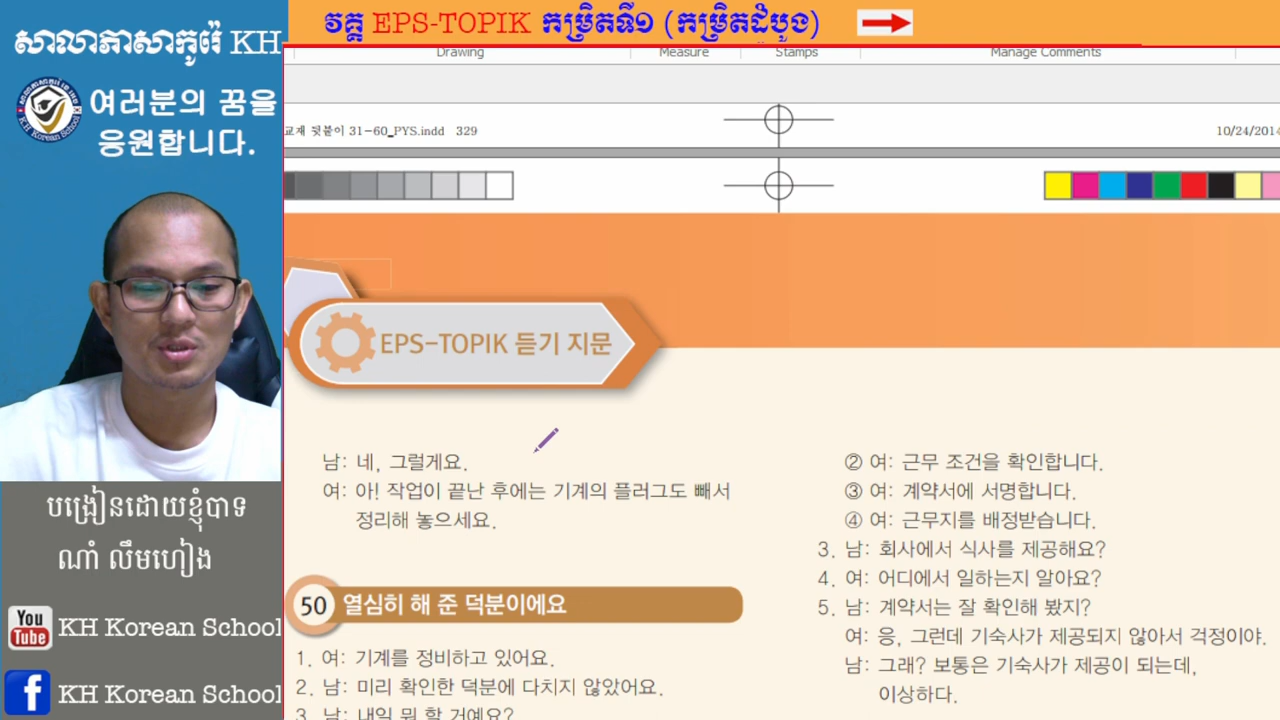 សាលាភាសាកូរ៉េ KH
여러분의 꿈을
응원합니다.
វគ្គ EPS-TOPIK កម្រិតទី១ (កម្រិតដំបូង)
Drawing
Measure
Stamps
Manage Comments
교재 뒷붙이 31-60_PYS.indd 329
10/24/2014
EPS-TOPIK 듣기 지문
남: 네, 그럴게요.
여: 아! 작업이 끝난 후에는 기계의 플러그도 빼서
정리해 놓으세요.
50 열심히 해 준 덕분이에요
1. 여: 기계를 정비하고 있어요.
2. 남: 미리 확인한 덕분에 다치지 않았어요.
3. 남: 내일 뭐 할 거예요?
② 여: 근무 조건을 확인합니다.
③ 여: 계약서에 서명합니다.
④ 여: 근무지를 배정받습니다.
3. 남: 회사에서 식사를 제공해요?
4. 여: 어디에서 일하는지 알아요?
5. 남: 계약서는 잘 확인해 봤지?
여: 응, 그런데 기숙사가 제공되지 않아서 걱정이야.
남: 그래? 보통은 기숙사가 제공이 되는데,
이상하다.
បង្រៀនដោយខ្ញុំបាទ
ណាំ លឹមហៀង
You Tube KH Korean School
f KH Korean School